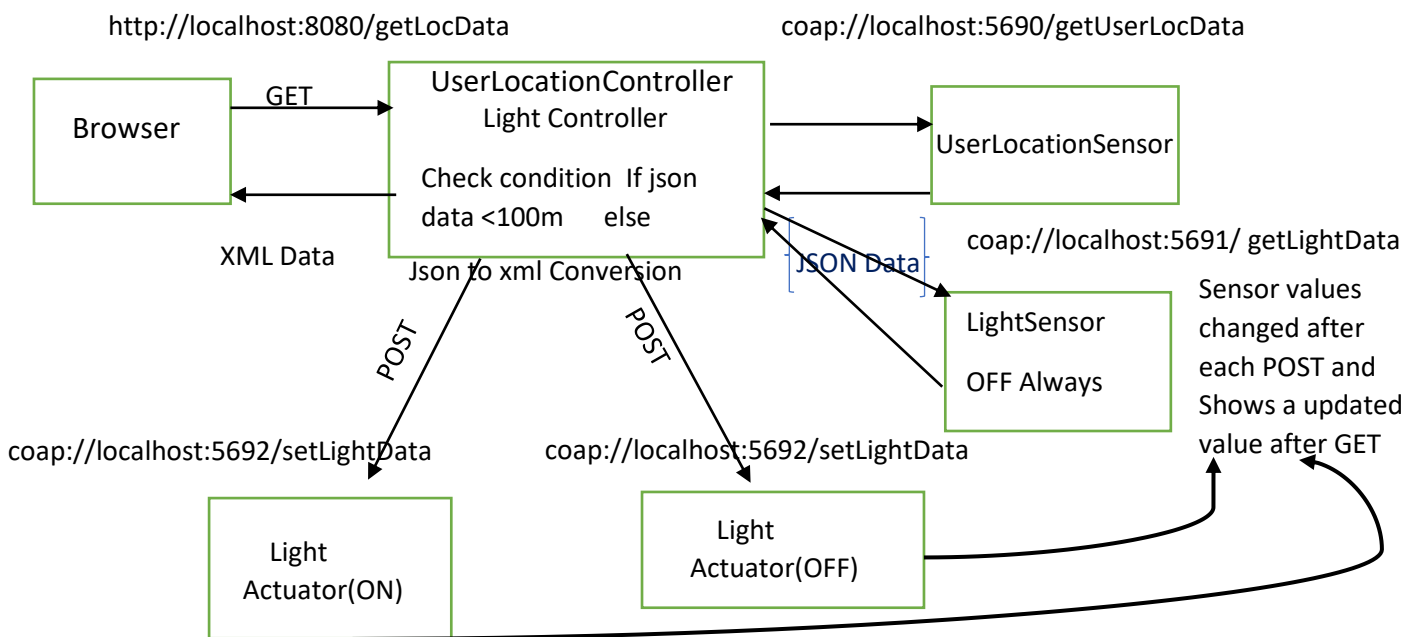 http://localhost:8080/getLocData
coap://localhost:5690/getUserLocData
Browser
GET
XML Data
UserLocationController
Light Controller
Check condition  If json
data <100m      else
Json to xml Conversion
UserLocationSensor
JSON Data
coap://localhost:5691/ getLightData
LightSensor
OFF Always
Sensor values
changed after
each POST and
Shows a updated
value after GET
POST
POST
coap://localhost:5692/setLightData
coap://localhost:5692/setLightData
Light
Actuator(ON)
Light
Actuator(OFF)